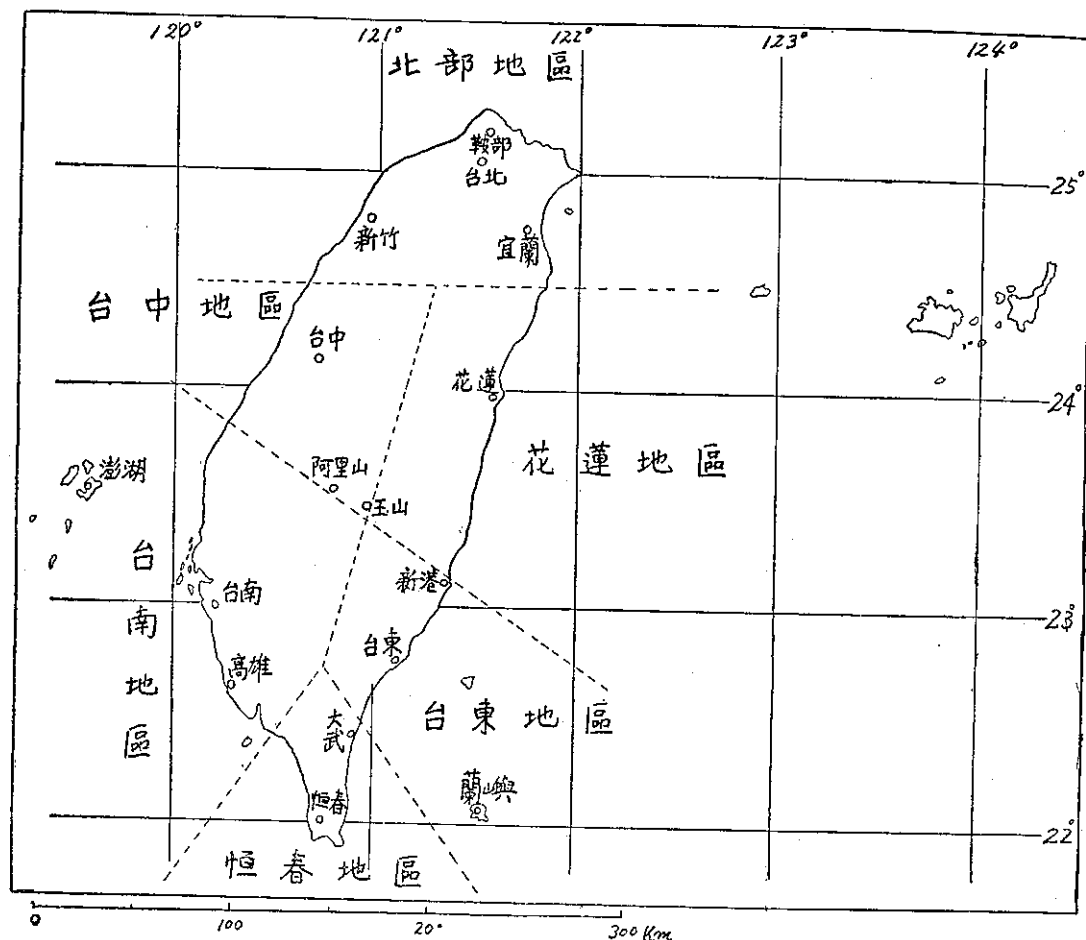 120° 121° 122° 123° 124°
北部地區
鞍部
台北
25°
新竹
宜蘭
台中地區
台中
花蓮
24°
花蓮地區
澎湖
阿里山
玉山
新港
台南地區
台南
23°
台東
高雄
大武
台東地區
蘭嶼
恒春
22°
恒春地區
0 100 20° 300 Km